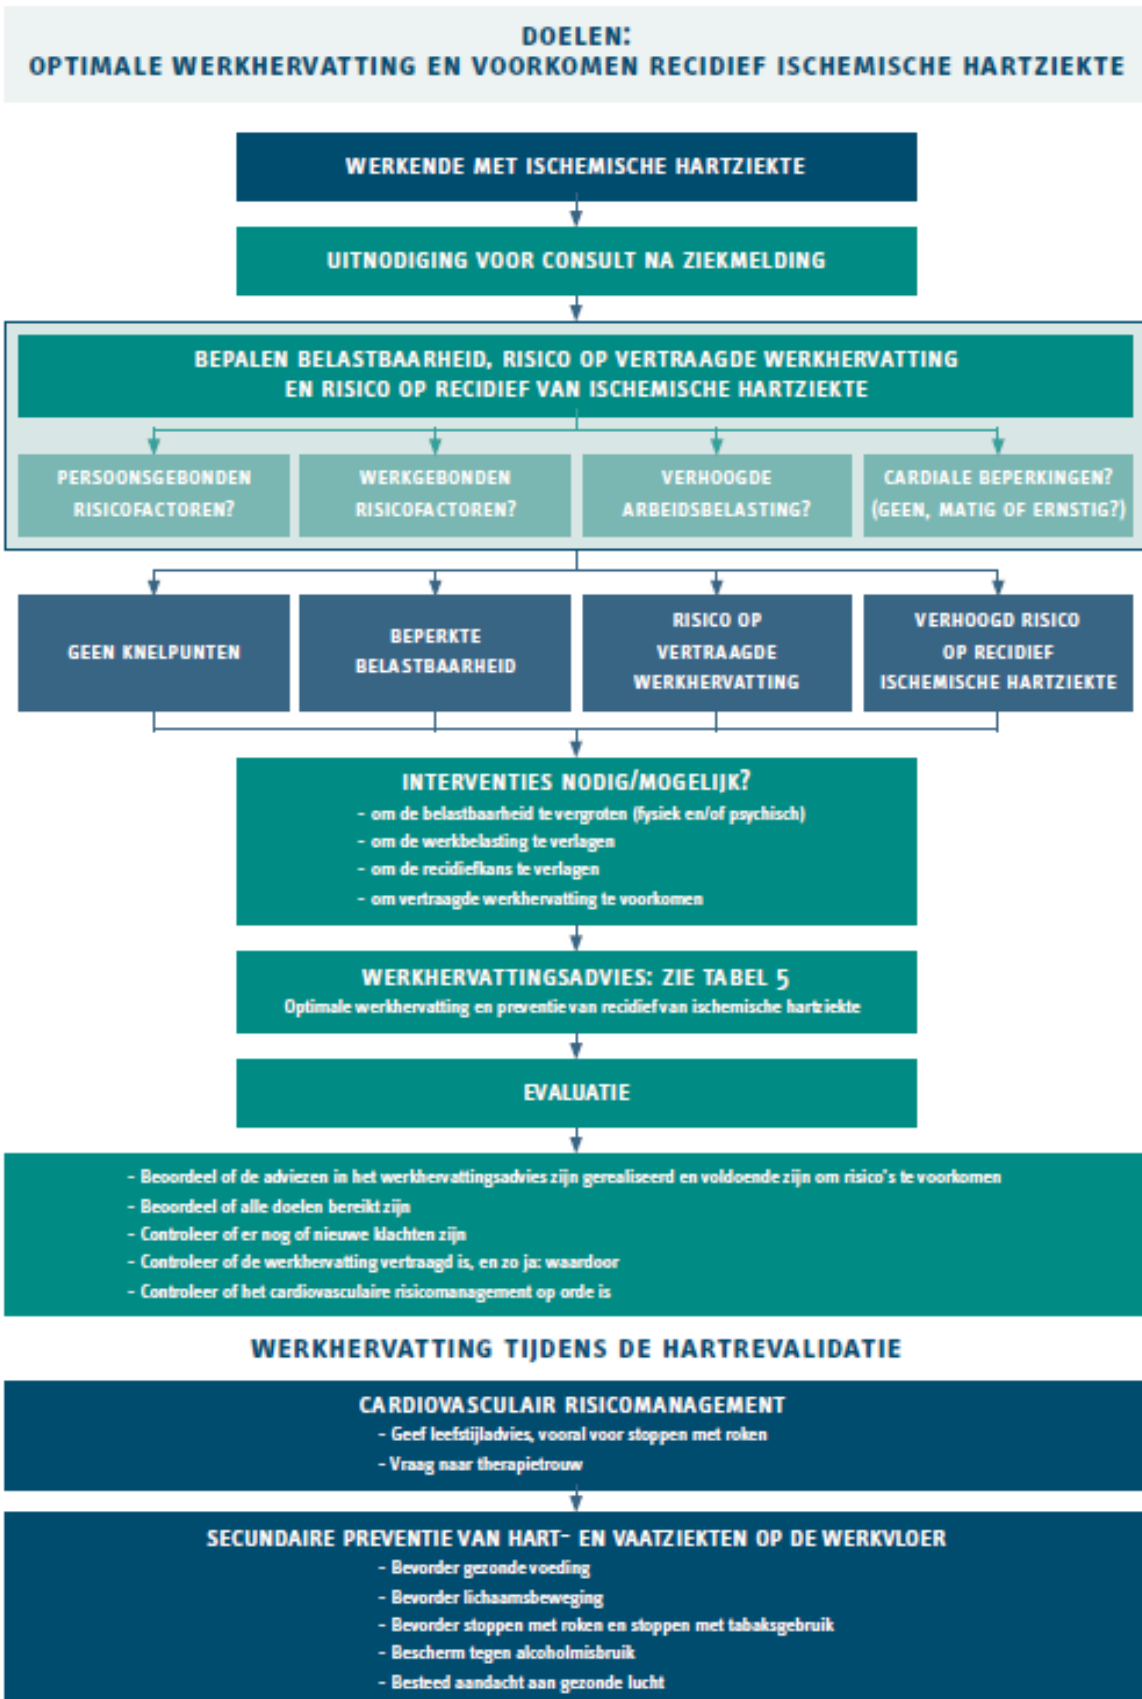 DOELEN:
OPTIMALE WERKHERVATTING EN VOORKOMEN RECIDIEF ISCHEMISCHE HARTZIEKTE
WERKENDE MET ISCHEMISCHE HARTZIEKTE
UITNODIGING VOOR CONSULT NA ZIEKMELDING
BEPALEN BELASTBAARHEID, RISICO OP VERTRAAGDE WERKHERVATTING
EN RISICO OP RECIDIEF VAN ISCHEMISCHE HARTZIEKTE
PERSOONSGEBONDEN
RISICOFACTOREN?
WERKGEBONDEN
RISICOFACTOREN?
VERHOOGDE
ARBEIDSBELASTING?
CARDIALE BEPERKINGEN?
(GEEN, MATIG OF ERNSTIG?)
GEEN KNELPUNTEN
BEPERKTE
BELASTBAARHEID
RISICO OP
VERTRAAGDE
WERKHERVATTING
VERHOOGD RISICO
OP RECIDIEF
ISCHEMISCHE HARTZIEKTE
INTERVENTIES NODIG/MOGELIJK?
- om de belastbaarheid te vergroten (fysiek en/of psychisch)
- om de werkbelasting te verlagen
- om de recidiefkans te verlagen
- om vertraagde werkhervatting te voorkomen
WERKHERVATTINGSADVIES: ZIE TABEL 5
Optimale werkhervatting en preventie van recidief van ischemische hartziekte
EVALUATIE
- Beoordeel of de adviezen in het werkhervattingsadvies zijn gerealiseerd en voldoende zijn om risico's te voorkomen
- Beoordeel of alle doelen bereikt zijn
- Controleer of er nog of nieuwe klachten zijn
- Controleer of de werkhervatting vertraagd is, en zo ja: waardoor
- Controleer of het cardiovasculaire risicomanagement op orde is
WERKHERVATTING TIJDENS DE HARTREVALIDATIE
CARDIOVASCULAIR RISICOMANAGEMENT
- Geef leefstijladvies, vooral voor stoppen met roken
- Vraag naar therapietrouw
SECUNDAIRE PREVENTIE VAN HART- EN VAATZIEKTEN OP DE WERKVLOER
- Bevorder gezonde voeding
- Bevorder lichaamsbeweging
- Bevorder stoppen met roken en stoppen met tabaksgebruik
- Bescherm tegen alcoholmisbruik
- Besteed aandacht aan gezonde lucht